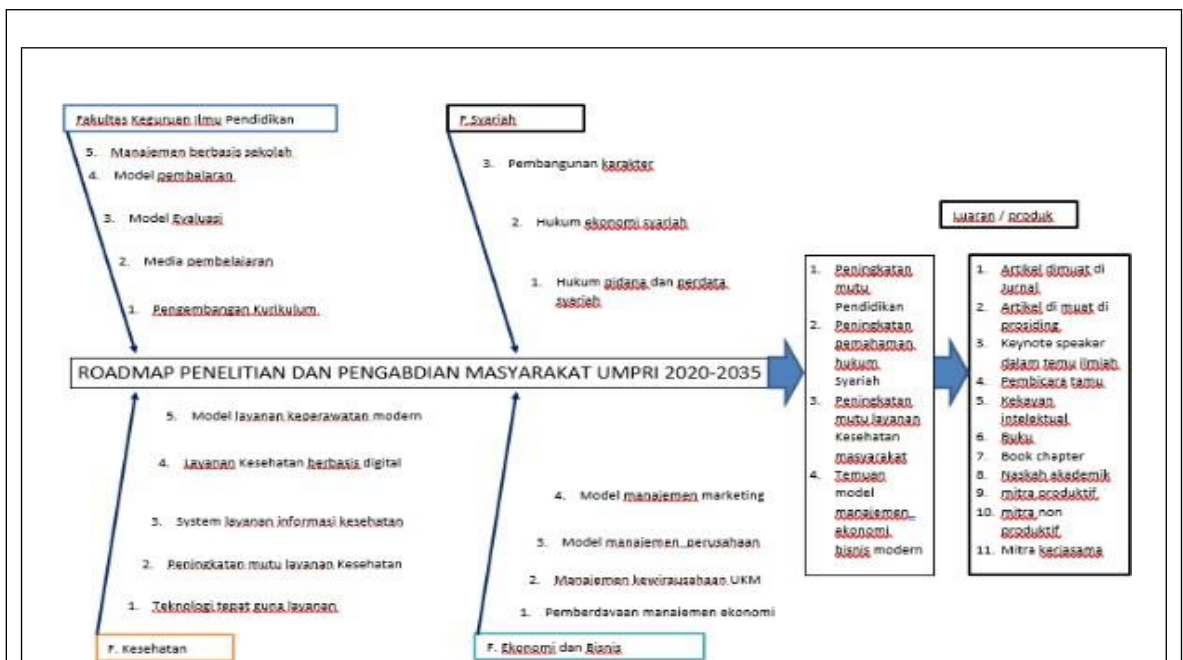 Fakultas Keguruan Ilmu Pendidikan
5. Manajemen berbasis sekolah
4. Model pembelaran
3. Model Evaluasi
2. Media pembelajaran
1. Pengembangan Kurikulum
F.Syariah
3. Pembangunan karakter
2. Hukum ekonomi syariah
1. Hukum pidana dan perdata
syariah
ROADMAP PENELITIAN DAN PENGABDIAN MASYARAKAT UMPRI 2020-2035
5. Model layanan keperawatan modern
4. Layanan Kesehatan berbasis digital
3. System layanan informasi kesehatan
2. Peningkatan mutu layanan Kesehatan
1. Teknologi tepat guna layanan
F. Kesehatan
4. Model manajemen marketing
3. Model manajemen perusahaan
2. Manajemen kewirausahaan UKM
1. Pemberdayaan manajemen ekonomi
F. Ekonomi dan Bisnis
1. Peningkatan
mutu
Pendidikan
2. Peningkatan
pemahaman
hukum
Syariah
3. Peningkatan
mutu layanan
Kesehatan
masyarakat
4. Temuan
model
manajemen
ekonomi
bisnis modern
Luaran / produk
1. Artikel dimuat di
Jurnal
2. Artikel di muat di
prosiding
3. Keynote speaker
dalam temu ilmiah
4. Pembicara tamu
5. Kekayan
intelektual
6. Buku
7. Book chapter
8. Naskah akademik
9. mitra produktif
10. mitra non
produktif
11. Mitra kerjasama